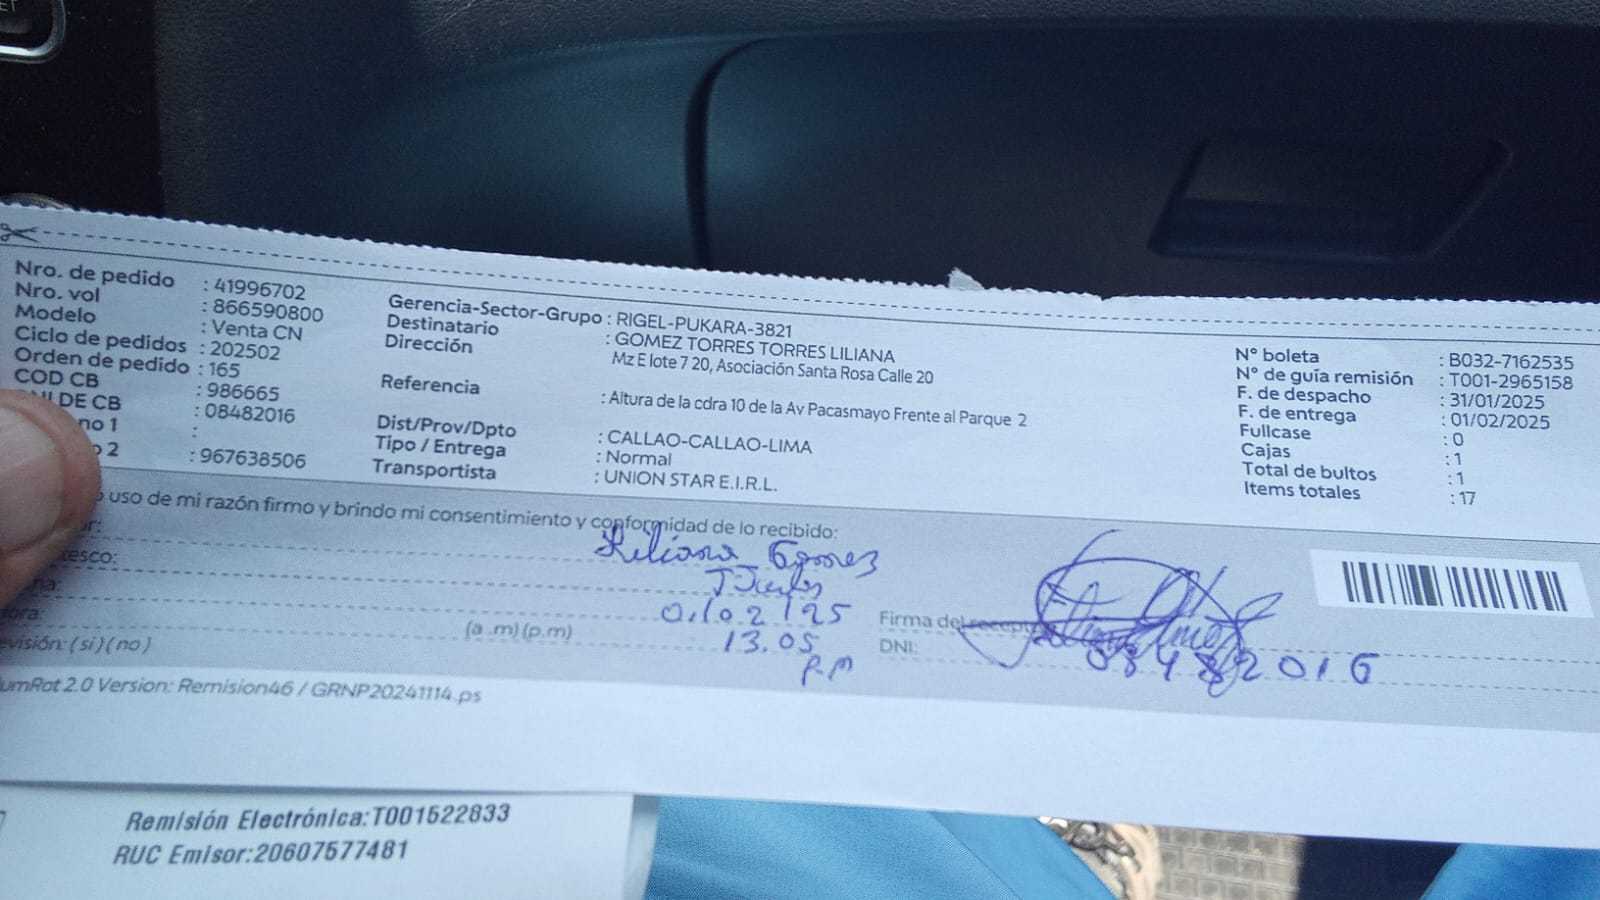 Nro. de pedido : 41996702
Nro. vol : 866590800
Modelo : Venta CN
Ciclo de pedidos : 202502
Orden de pedido : 165
COD CB : 986665
DE CB : 08482016
no 1 :
2 : 967638506
Gerencia-Sector-Grupo : RIGEL-PUKARA-3821
Destinatario : GOMEZ TORRES TORRES LILIANA
Dirección Mz E lote 7 20, Asociación Santa Rosa Calle 20
Referencia : Altura de la cdra 10 de la Av Pacasmayo Frente al Parque 2
Dist/Prov/Dpto : CALLAO-CALLAO-LIMA
Tipo / Entrega : Normal
Transportista : UNION STAR E.I.R.L.
N° boleta : B032-7162535
N° de guía remisión : T001-2965158
F. de despacho : 31/01/2025
F. de entrega : 01/02/2025
Fullcase : 0
Cajas : 1
Total de bultos : 1
Items totales : 17
uso de mi razón firmo y brindo mi consentimiento y conformidad de lo recibido:
Liliana Gomez
(a .m) (p.m) 13.05
P.M
Firma del receptor
DNI: 08482016
(si) (no)
2.0 Version: Remision46 / GRNP20241114.ps
Remisión Electrónica:T001522833
RUC Emisor:20607577481